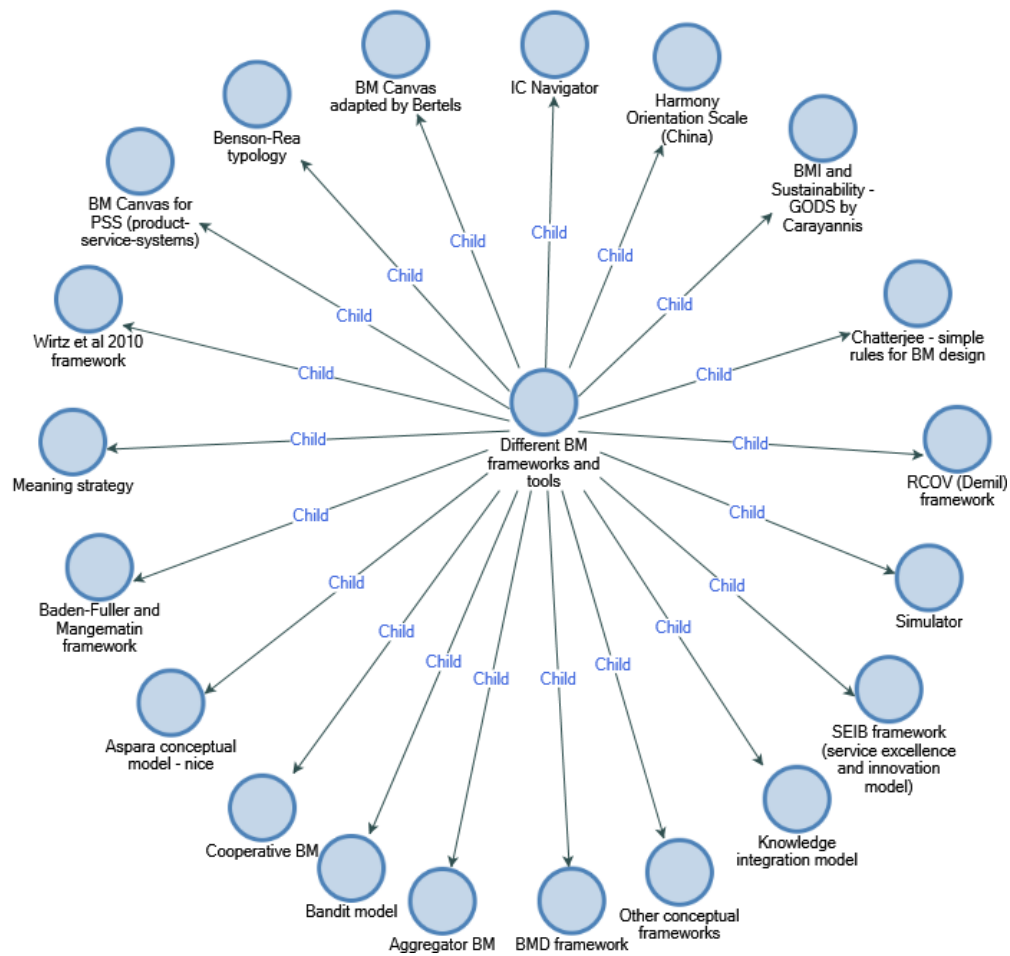 BM Canvas
adapted by Bertels
IC Navigator
Harmony
Orientation Scale
(China)
Benson-Rea
typology
BMI and
Sustainability -
GODS by
Carayannis
BM Canvas for
PSS (product-
service-systems)
Child
Child
Child
Child
Child
Child
Child
Wirtz et al 2010
framework
Chatterjee - simple
rules for BM design
Child
Child
Meaning strategy
Child
Different BM
frameworks and
tools
Child
RCOV (Demil)
framework
Child
Child
Baden-Fuller and
Mangematin
framework
Simulator
Child
Child
Child
Child
Child
Child
Child
Child
Aspara conceptual
model - nice
SEIB framework
(service excellence
and innovation
model)
Cooperative BM
Knowledge
integration model
Bandit model
Aggregator BM
BMD framework
Other conceptual
frameworks